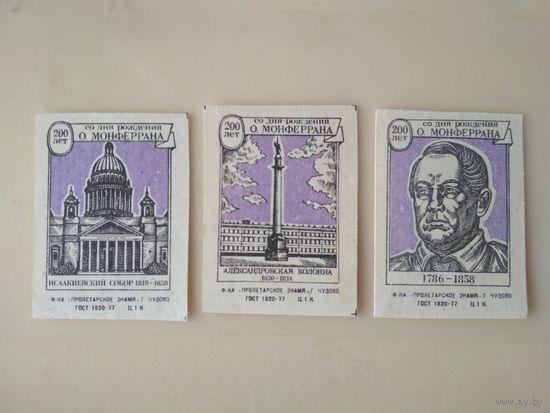 200 ЛЕТ
СО ДНЯ РОЖДЕНИЯ
О. МОНФЕРРАНА
ИСААКИЕВСКИЙ СОБОР 1818-1858
Ф-КА „ПРОЛЕТАРСКОЕ ЗНАМЯ„ Г. ЧУДОВО
ГОСТ 1820-77 Ц.1 К.
200 ЛЕТ
СО ДНЯ РОЖДЕНИЯ
О. МОНФЕРРАНА
АЛЕКСАНДРОВСКАЯ КОЛОННА
1830-1834
Ф-КА „ПРОЛЕТАРСКОЕ ЗНАМЯ„ Г. ЧУДОВО
ГОСТ 1820-77 Ц.1 К.
200 ЛЕТ
СО ДНЯ РОЖДЕНИЯ
О. МОНФЕРРАНА
1786-1858
Ф-КА „ПРОЛЕТАРСКОЕ ЗНАМЯ„ Г. ЧУДОВО
ГОСТ 1820-77 Ц.1 К.
www.ay.by